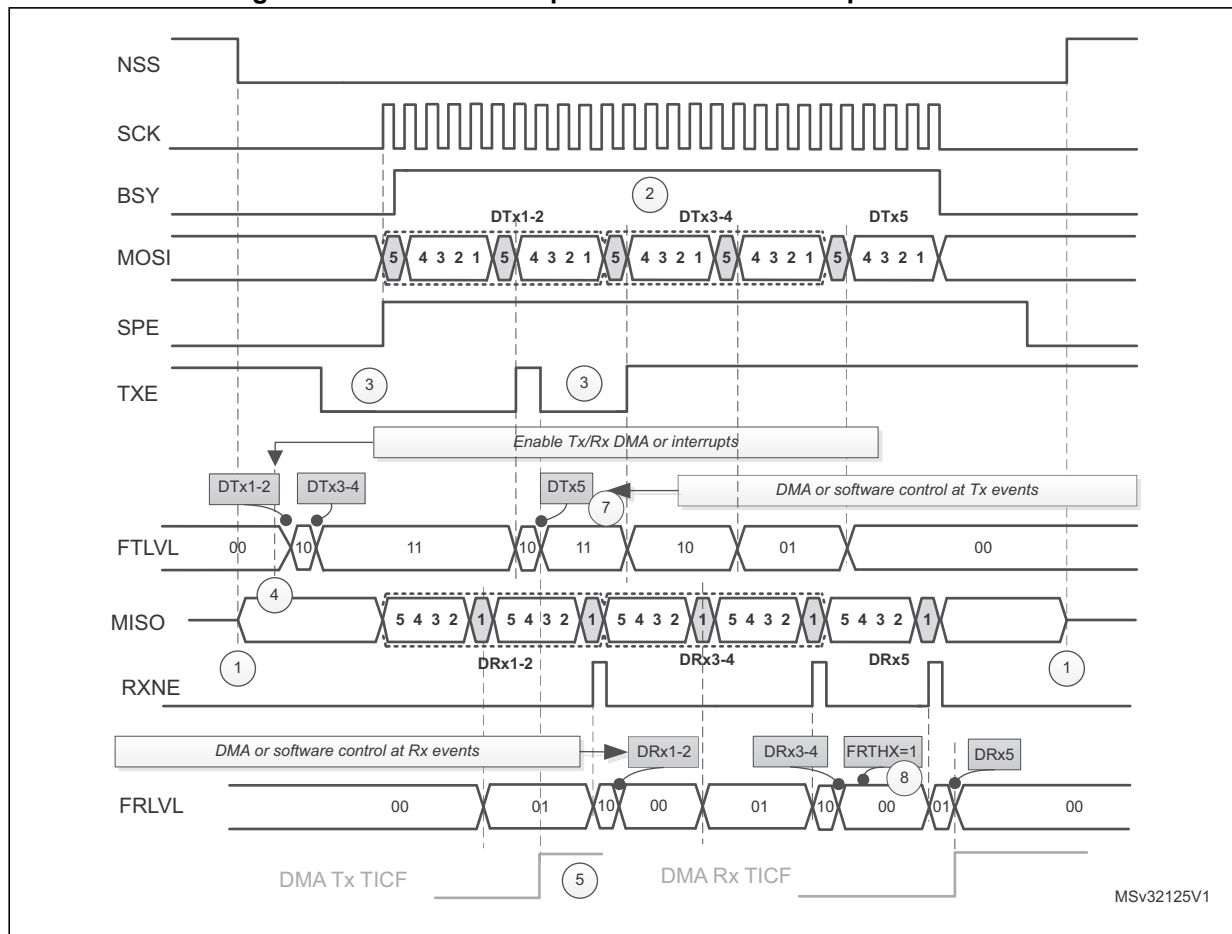 NSS
SCK
BSY
2
DTx1-2 DTx3-4 DTx5
MOSI 5 4 3 2 1 5 4 3 2 1 5 4 3 2 1 5 4 3 2 1 5 4 3 2 1
SPE
TXE 3 3
Enable Tx/Rx DMA or interrupts
DTx1-2 DTx3-4 DTx5 DMA or software control at Tx events
7
FTLVL 00 10 11 10 11 10 01 00
4
MISO 5 4 3 2 1 5 4 3 2 1 5 4 3 2 1 5 4 3 2 1 5 4 3 2 1
1 DRx1-2 DRx3-4 DRx5 1
RXNE
DMA or software control at Rx events DRx1-2 DRx3-4 FRTHX=1 DRx5
8
FRLVL 00 01 10 00 01 10 00 01 00
DMA Tx TICF 5 DMA Rx TICF
MSv32125V1